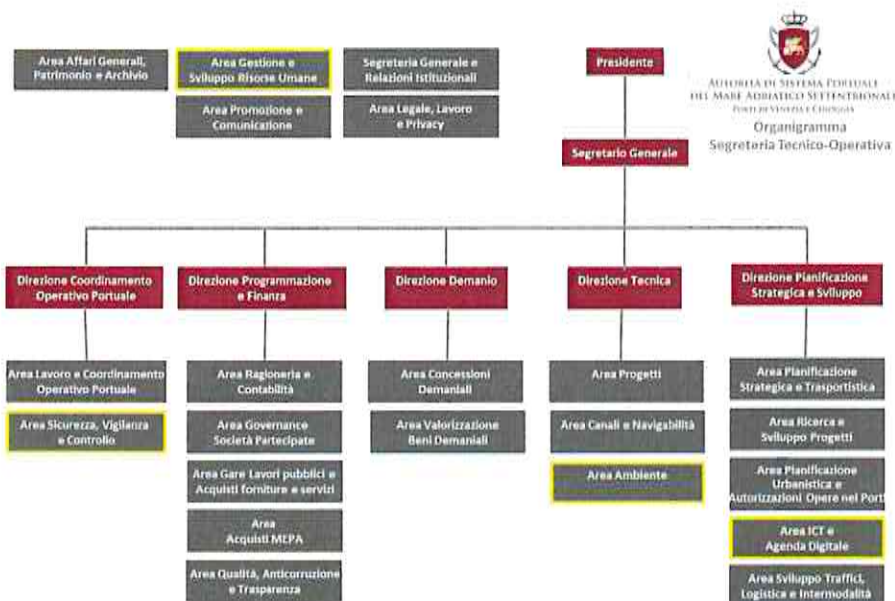 Area Affari Generali,
Patrimonio e Archivio
Area Gestione e
Sviluppo Risorse Umane
Segreteria Generale e
Relazioni Istituzionali
Area Promozione e
Comunicazione
Area Legale, Lavoro
e Privacy
Presidente
Segretario Generale
AUTORITÀ DI SISTEMA PORTUALE
DEL MARE ADRIATICO SETTENTRIONALE
PORTI DI VENEZIA E CHIOGGIA
Organigramma
Segreteria Tecnico-Operativa
Direzione Coordinamento
Operativo Portuale
Direzione Programmazione
e Finanza
Direzione Demanio
Direzione Tecnica
Direzione Pianificazione
Strategica e Sviluppo
Area Lavoro e Coordinamento
Operativo Portuale
Area Sicurezza, Vigilanza
e Controllo
Area Ragioneria e
Contabilità
Area Governance
Società Partecipate
Area Gare Lavori pubblici e
Acquisti forniture e servizi
Area
Acquisti MEPA
Area Qualità, Anticorruzione
e Trasparenza
Area Concessioni
Demaniali
Area Valorizzazione
Beni Demaniali
Area Progetti
Area Canali e Navigabilità
Area Ambiente
Area Pianificazione
Strategica e Trasportistica
Area Ricerca e
Sviluppo Progetti
Area Pianificazione
Urbanistica e
Autorizzazioni Opere nei Porti
Area ICT e
Agenda Digitale
Area Sviluppo Traffici,
Logistica e Intermodalità